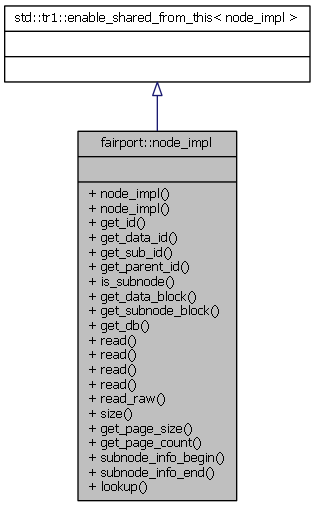 std::tr1::enable_shared_from_this< node_impl >
fairport::node_impl
+ node_impl()
+ node_impl()
+ get_id()
+ get_data_id()
+ get_sub_id()
+ get_parent_id()
+ is_subnode()
+ get_data_block()
+ get_subnode_block()
+ get_db()
+ read()
+ read()
+ read()
+ read()
+ read_raw()
+ size()
+ get_page_size()
+ get_page_count()
+ subnode_info_begin()
+ subnode_info_end()
+ lookup()